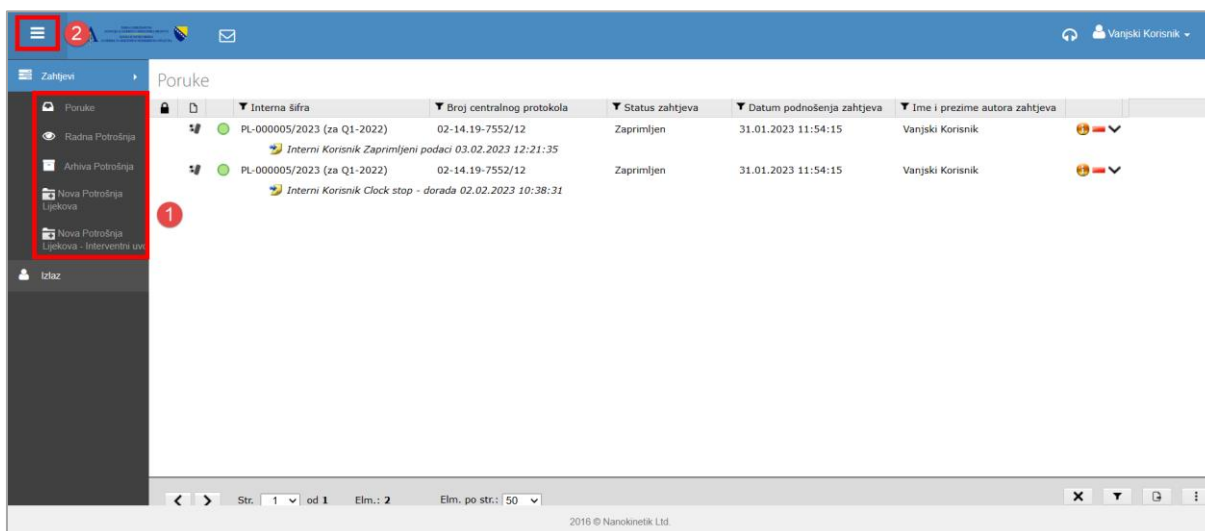 2
Vanjski Korisnik
Zahtjevi
Poruke
Radna Potrošnja
Arhiva Potrošnja
Nova Potrošnja
Lijekova
Nova Potrošnja
Lijekova - Interventni uvo
1
Izlaz
Poruke
Interna šifra Broj centralnog protokola Status zahtjeva Datum podnošenja zahtjeva Ime i prezime autora zahtjeva
PL-000005/2023 (za Q1-2022) 02-14.19-7552/12 Zaprimljen 31.01.2023 11:54:15 Vanjski Korisnik
Interni Korisnik Zaprimljeni podaci 03.02.2023 12:21:35
PL-000005/2023 (za Q1-2022) 02-14.19-7552/12 Zaprimljen 31.01.2023 11:54:15 Vanjski Korisnik
Interni Korisnik Clock stop - dorada 02.02.2023 10:38:31
Str. 1 od 1 Elm.: 2 Elm. po str.: 50
2016 © Nanokinetik Ltd.